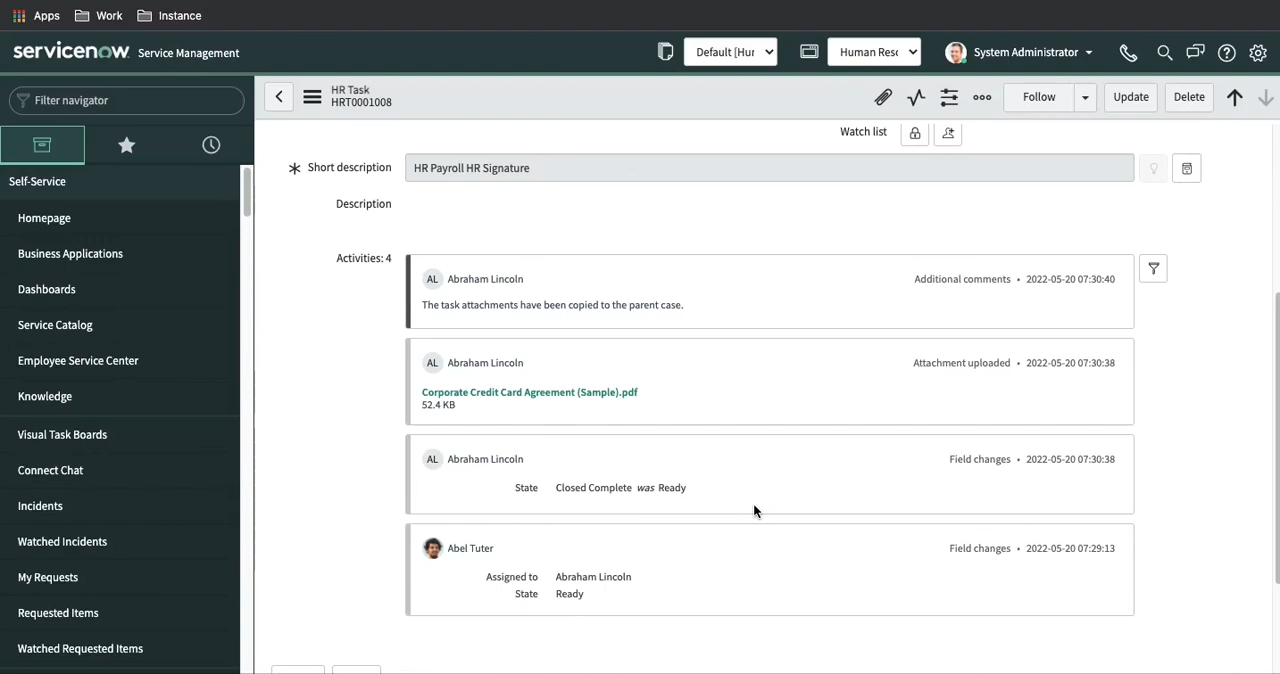 Apps Work Instance
servicenow Service Management
Default [Hur
Human Resc
System Administrator
Filter navigator
HR Task
HRT0001008
Follow
Update
Delete
Self-Service
Homepage
Business Applications
Dashboards
Service Catalog
Employee Service Center
Knowledge
Visual Task Boards
Connect Chat
Incidents
Watched Incidents
My Requests
Requested Items
Watched Requested Items
Watch list
Short description HR Payroll HR Signature
Description
Activities: 4
AL Abraham Lincoln Additional comments • 2022-05-20 07:30:40
The task attachments have been copied to the parent case.
AL Abraham Lincoln Attachment uploaded • 2022-05-20 07:30:38
Corporate Credit Card Agreement (Sample).pdf
52.4 KB
AL Abraham Lincoln Field changes • 2022-05-20 07:30:38
State Closed Complete was Ready
Abel Tuter Field changes • 2022-05-20 07:29:13
Assigned to Abraham Lincoln
State Ready